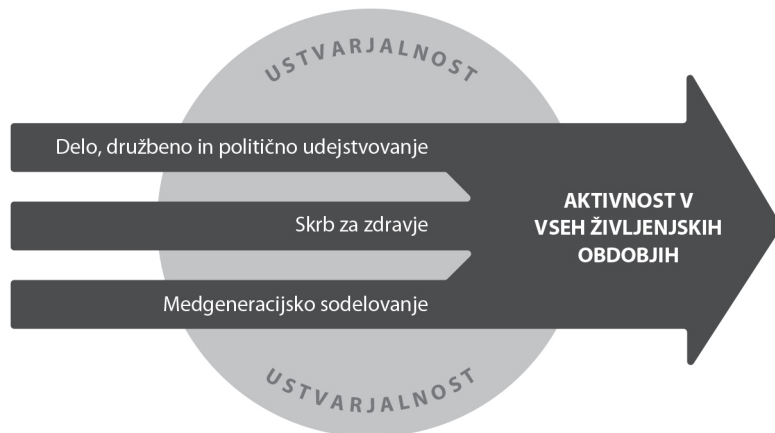 USTVARJALNOST
Delo, družbeno in politično udejstvovanje
Skrb za zdravje
Medgeneracijsko sodelovanje
AKTIVNOST V
VSEH ŽIVLJENJSKIH
OBDOBJIH
USTVARJALNOST